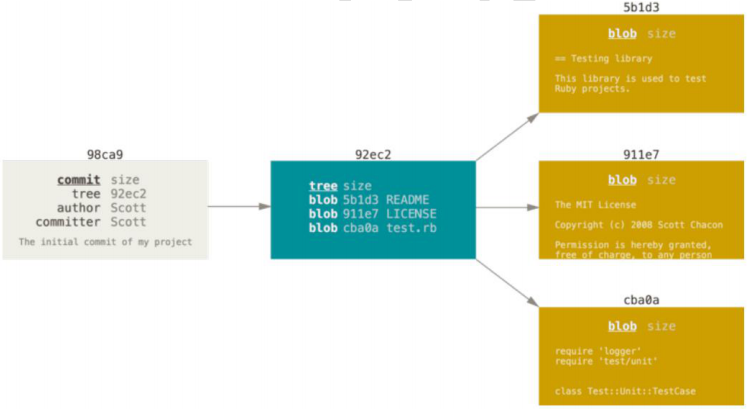 98ca9
commit size
tree 92ec2
author Scott
committer Scott
The initial commit of my project
92ec2
tree size
blob 5b1d3 README
blob 911e7 LICENSE
blob cba0a test.rb
5b1d3
blob size
== Testing library
This library is used to test
Ruby projects.
911e7
blob size
The MIT License
Copyright (c) 2008 Scott Chacon
Permission is hereby granted,
free of charge, to any person
cba0a
blob size
require 'logger'
require 'test/unit'
class Test::Unit::TestCase